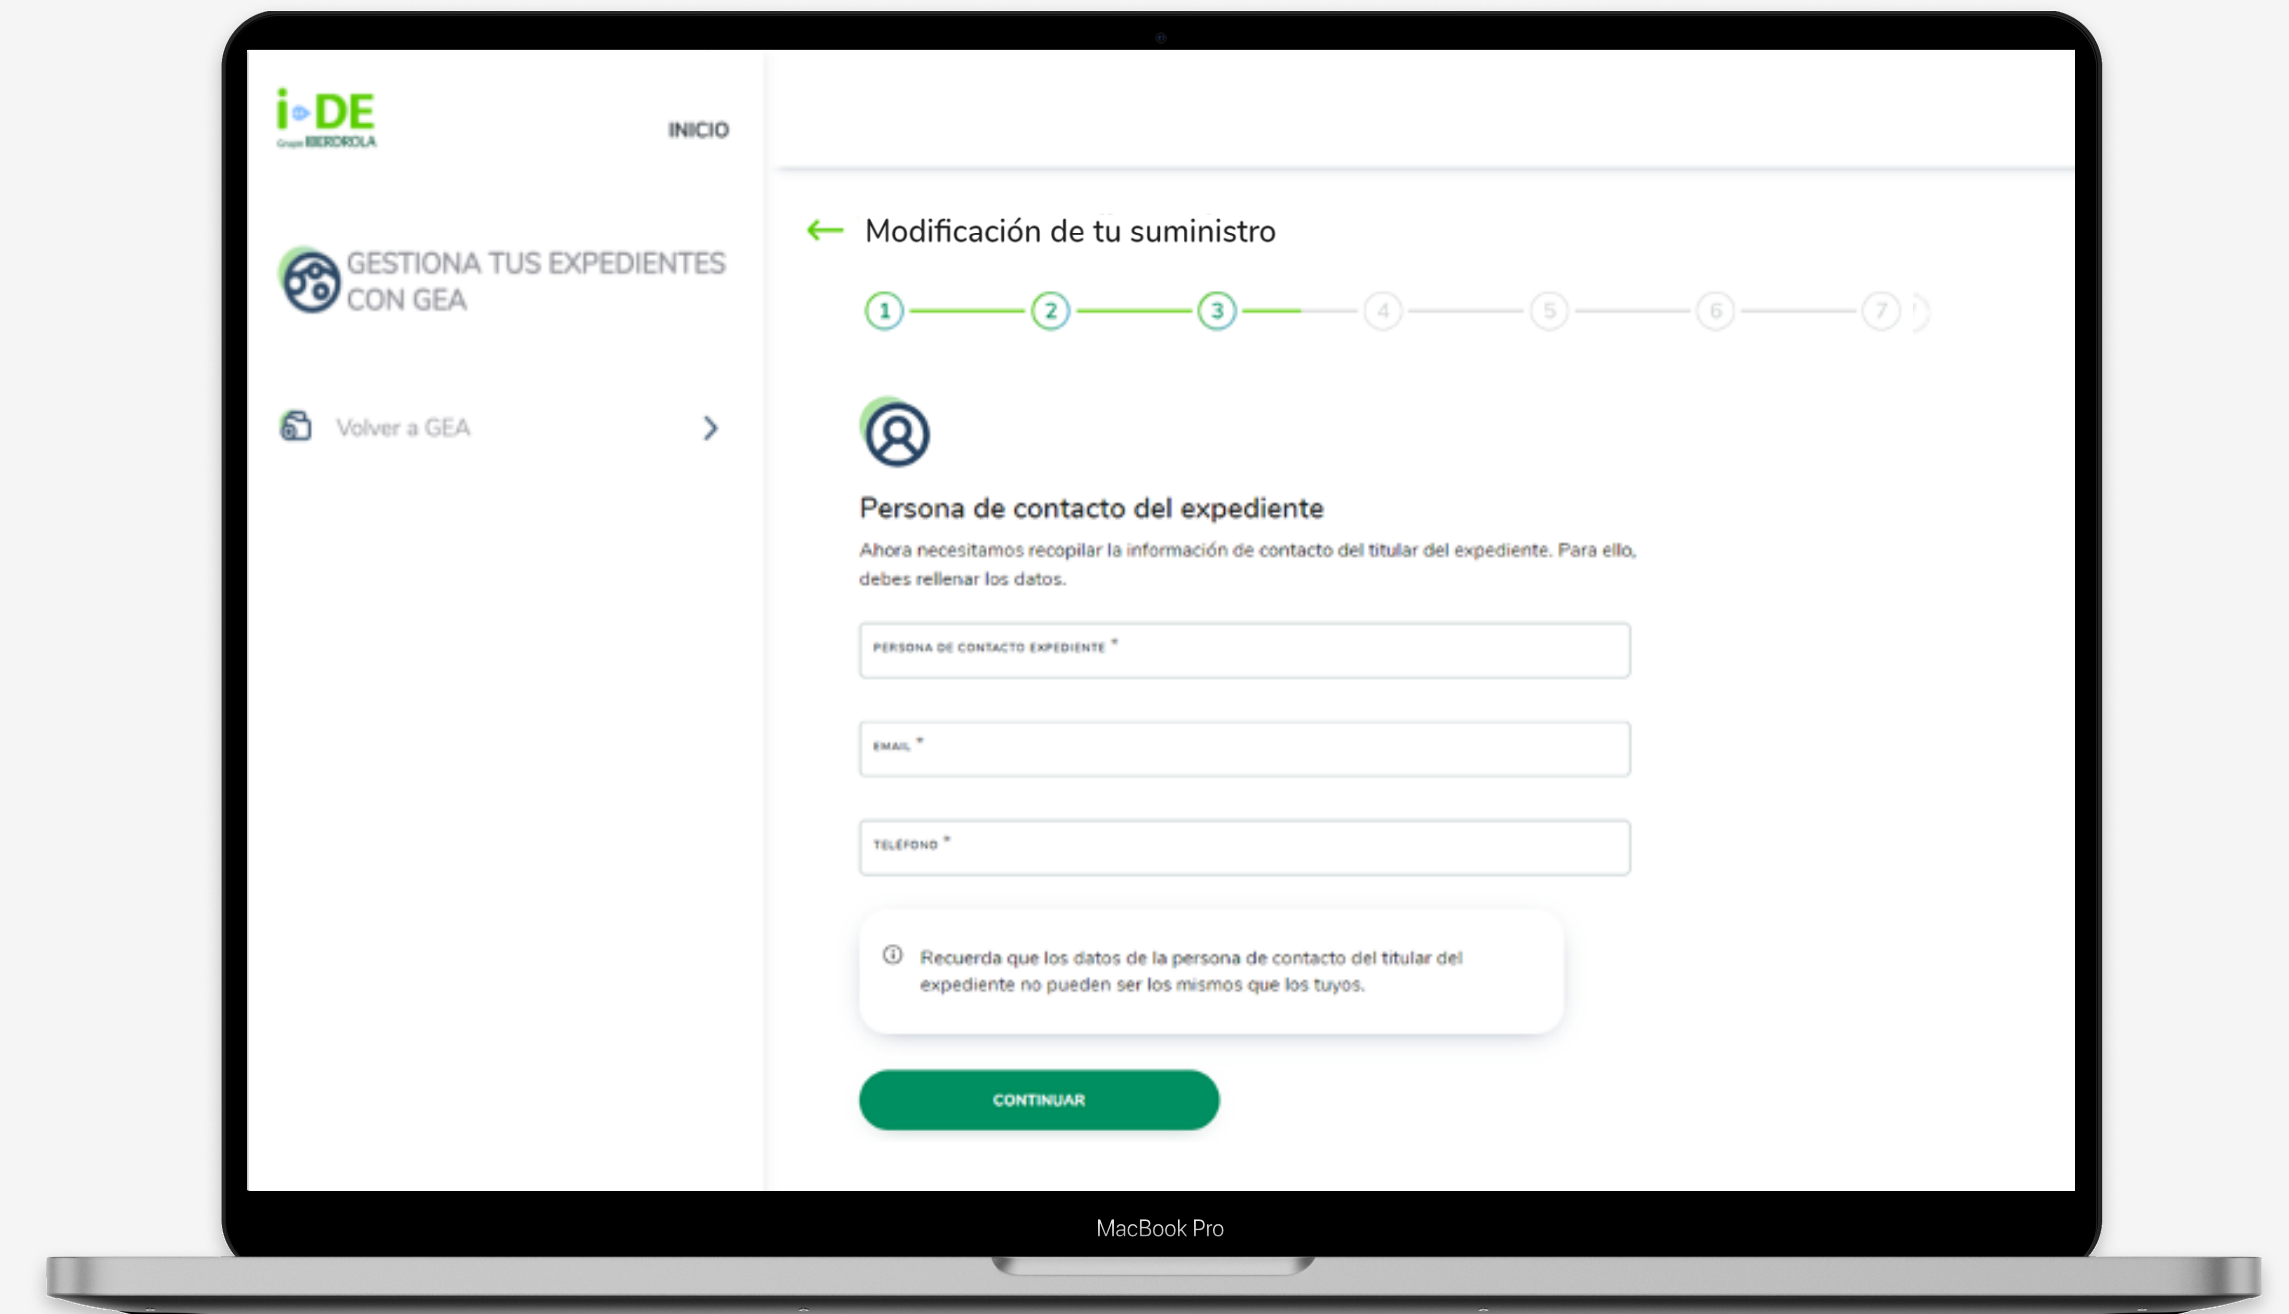 i-DE
Grupo IBERDROLA
INICIO
GESTIONA TUS EXPEDIENTES
CON GEA
Volver a GEA
Modificación de tu suministro
1 2 3 4 5 6 7
Persona de contacto del expediente
Ahora necesitamos recopilar la información de contacto del titular del expediente. Para ello,
debes rellenar los datos.
PERSONA DE CONTACTO EXPEDIENTE *
EMAIL *
TELÉFONO *
Recuerda que los datos de la persona de contacto del titular del
expediente no pueden ser los mismos que los tuyos.
CONTINUAR
MacBook Pro